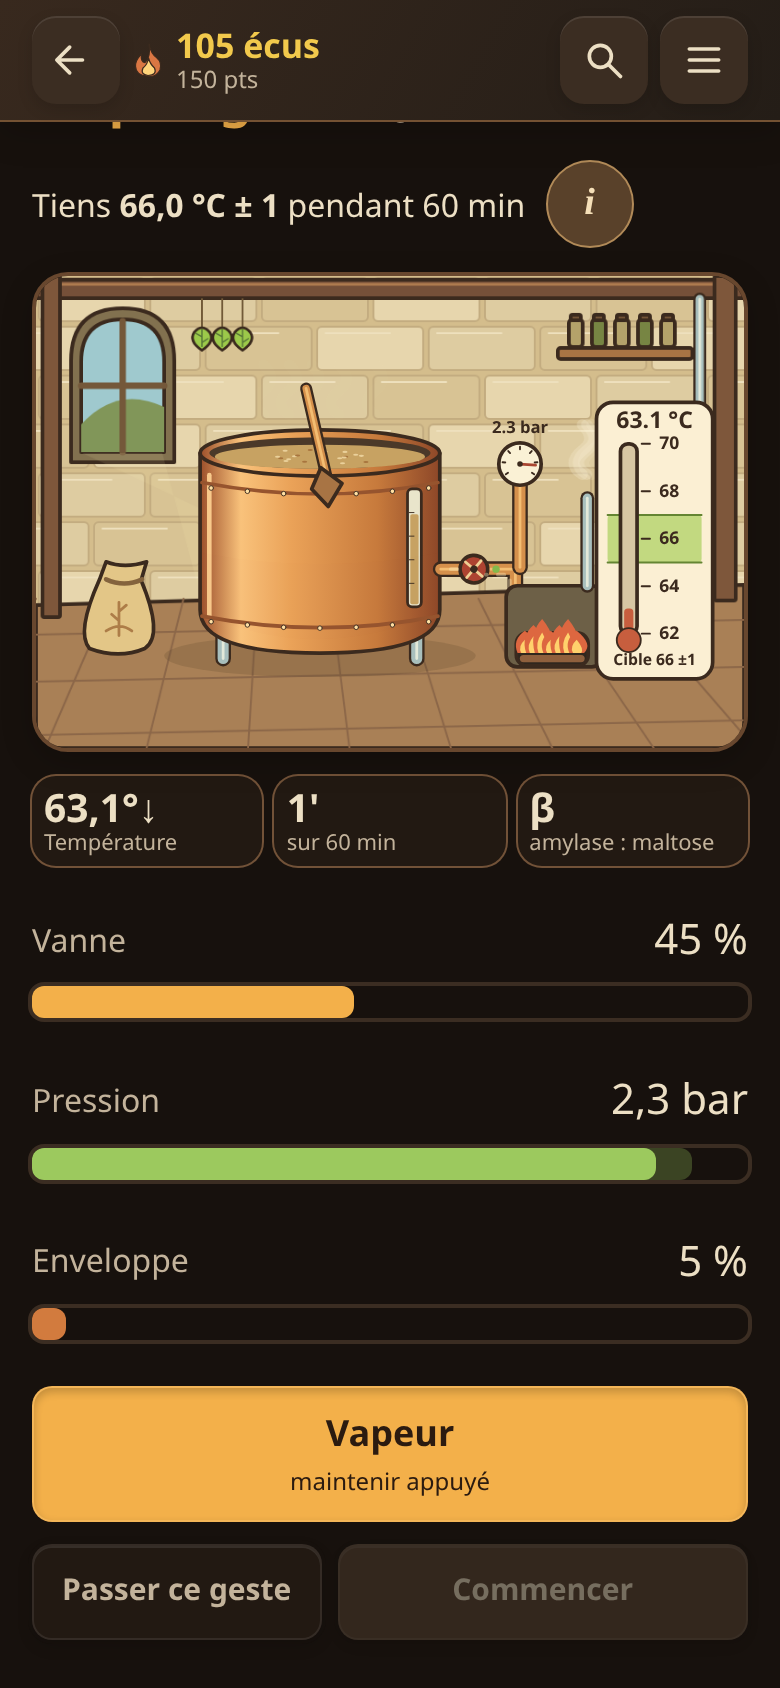 105 écus
150 pts
Tiens 66,0 °C ± 1 pendant 60 min
i
2.3 bar
63.1 °C
70
68
66
64
62
Cible 66 ±1
63,1°↓
Température
1'
sur 60 min
β
amylase : maltose
Vanne
45 %
Pression
2,3 bar
Enveloppe
5 %
Vapeur
maintenir appuyé
Passer ce geste
Commencer